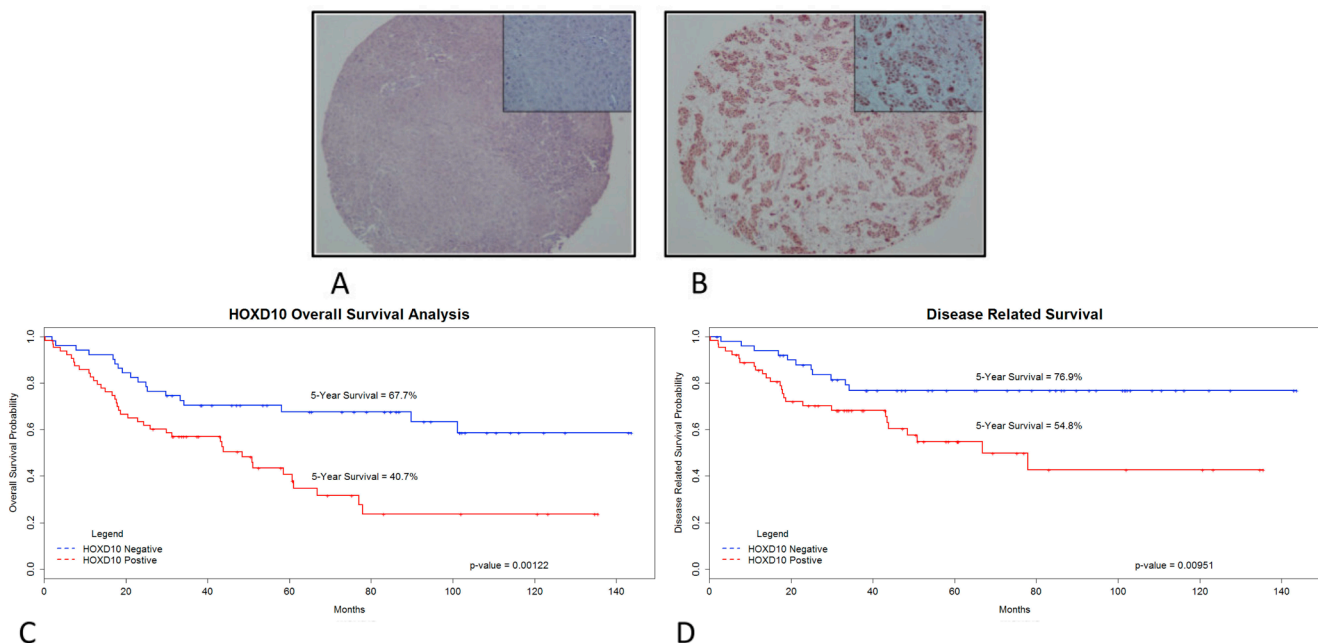 A
B
HOXD10 Overall Survival Analysis
Overall Survival Probability
1.0
0.8
0.6
0.4
0.2
0.0
5-Year Survival = 67.7%
5-Year Survival = 40.7%
Legend
HOXD10 Negative
HOXD10 Postive
p-value = 0.00122
0 20 40 60 80 100 120 140
Months
C
Disease Related Survival
Disease Related Survival Probability
1.0
0.8
0.6
0.4
0.2
0.0
5-Year Survival = 76.9%
5-Year Survival = 54.8%
Legend
HOXD10 Negative
HOXD10 Postive
p-value = 0.00951
0 20 40 60 80 100 120 140
Months
D